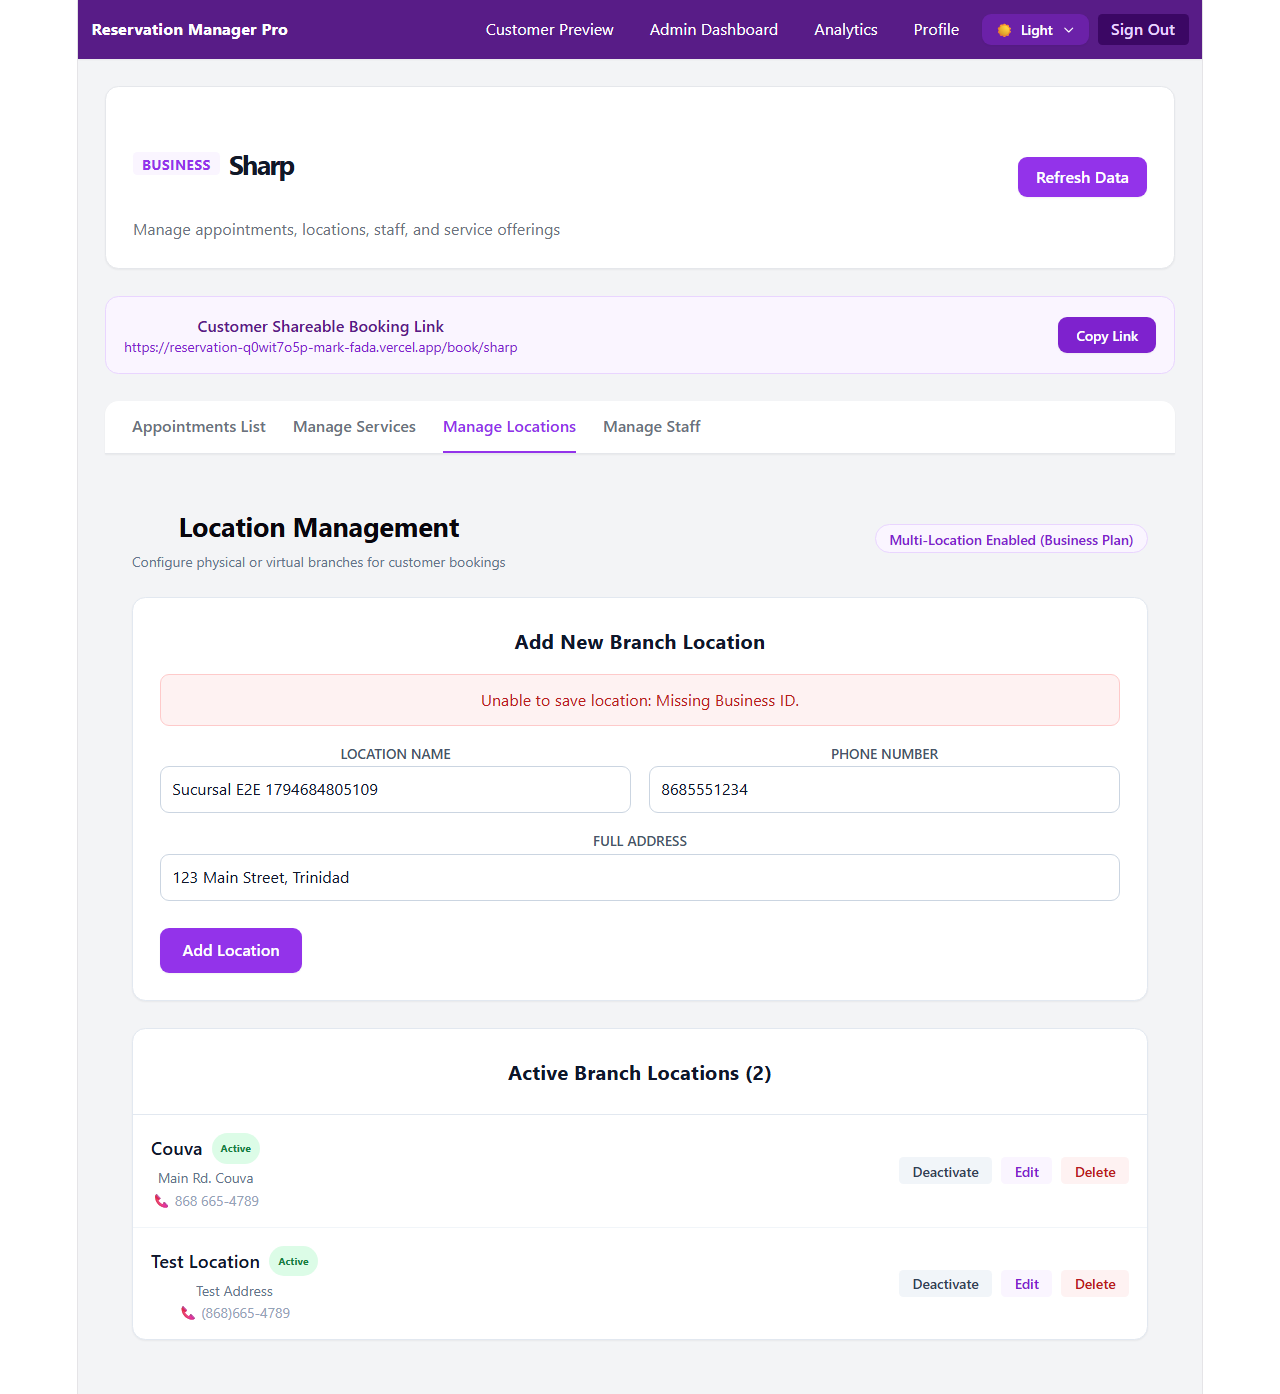 Reservation Manager Pro
Customer Preview
Admin Dashboard
Analytics
Profile
Light
Sign Out
BUSINESS
Sharp
Refresh Data
Manage appointments, locations, staff, and service offerings
Customer Shareable Booking Link
https://reservation-q0wit7o5p-mark-fada.vercel.app/book/sharp
Copy Link
Appointments List
Manage Services
Manage Locations
Manage Staff
Location Management
Configure physical or virtual branches for customer bookings
Multi-Location Enabled (Business Plan)
Add New Branch Location
Unable to save location: Missing Business ID.
LOCATION NAME
PHONE NUMBER
Sucursal E2E 1794684805109
8685551234
FULL ADDRESS
123 Main Street, Trinidad
Add Location
Active Branch Locations (2)
Couva
Active
Main Rd. Couva
868 665-4789
Deactivate
Edit
Delete
Test Location
Active
Test Address
(868)665-4789
Deactivate
Edit
Delete